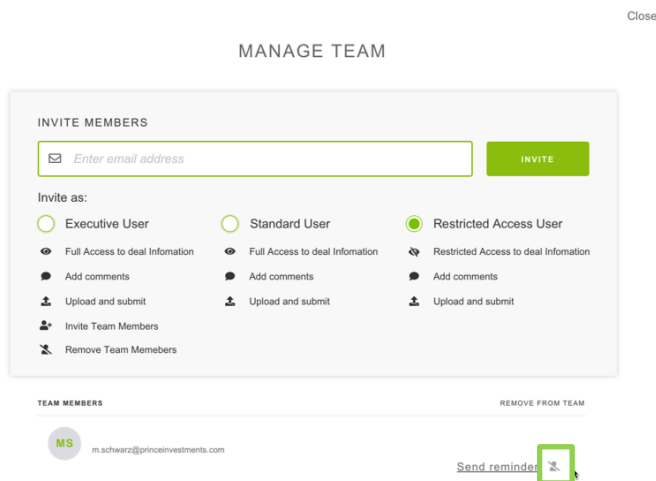 Close
MANAGE TEAM
INVITE MEMBERS
Enter email address
INVITE
Invite as:
Executive User
Full Access to deal Infomation
Add comments
Upload and submit
Invite Team Members
Remove Team Memebers
Standard User
Full Access to deal Infomation
Add comments
Upload and submit
Restricted Access User
Restricted Access to deal Infomation
Add comments
Upload and submit
TEAM MEMBERS
REMOVE FROM TEAM
MS
m.schwarz@princeinvestments.com
Send reminder